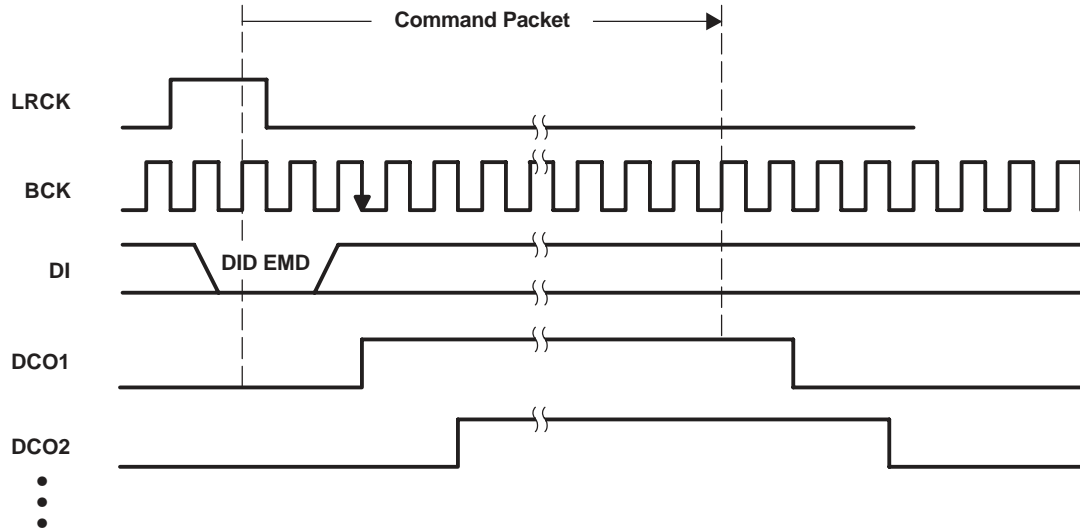 Command Packet
LRCK
BCK
DI
DID EMD
DCO1
DCO2